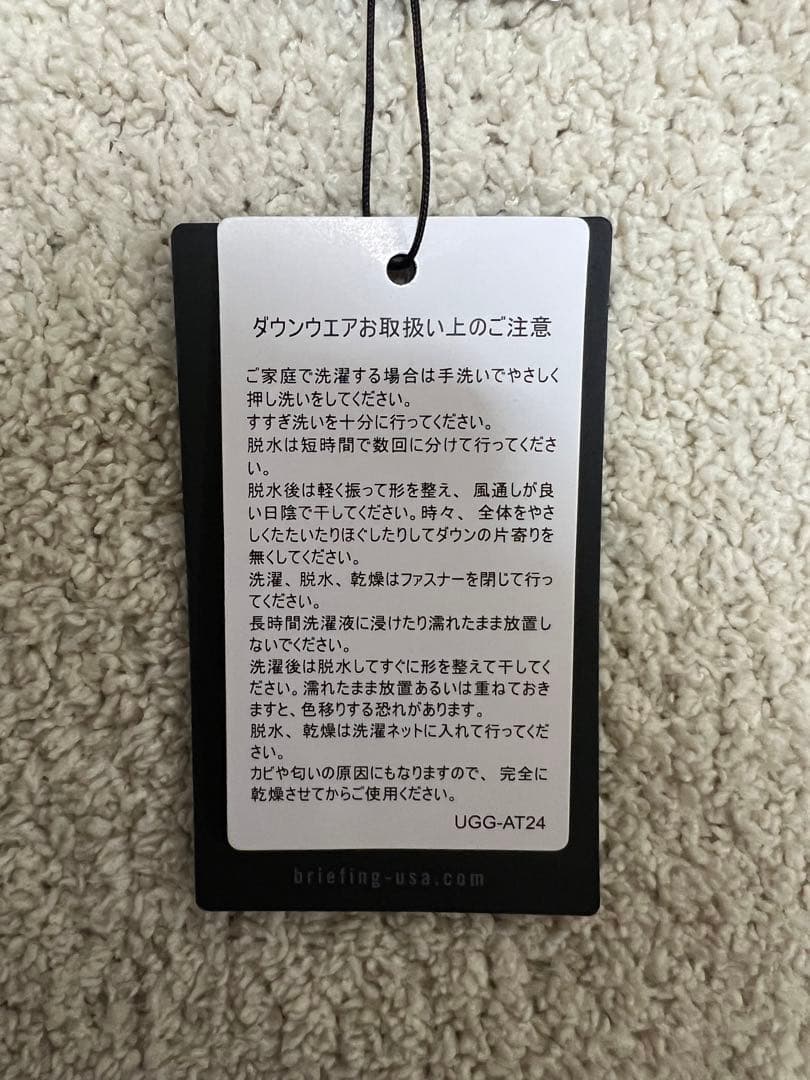 ダウンウエアお取扱い上のご注意
ご家庭で洗濯する場合は手洗いでやさしく
押し洗いをしてください。
すすぎ洗いを十分に行ってください。
脱水は短時間で数回に分けて行ってくださ
い。
脱水後は軽く振って形を整え、風通しが良
い日陰で干してください。時々、全体をやさ
しくたたいたりほぐしたりしてダウンの片寄りを
無くしてください。
洗濯、脱水、乾燥はファスナーを閉じて行っ
てください。
長時間洗濯液に浸けたり濡れたまま放置し
ないでください。
洗濯後は脱水してすぐに形を整えて干してく
ださい。濡れたまま放置あるいは重ねておき
ますと、色移りする恐れがあります。
脱水、乾燥は洗濯ネットに入れて行ってくだ
さい。
カビや匂いの原因にもなりますので、完全に
乾燥させてからご使用ください。
UGG-AT24
briefing-usa.com